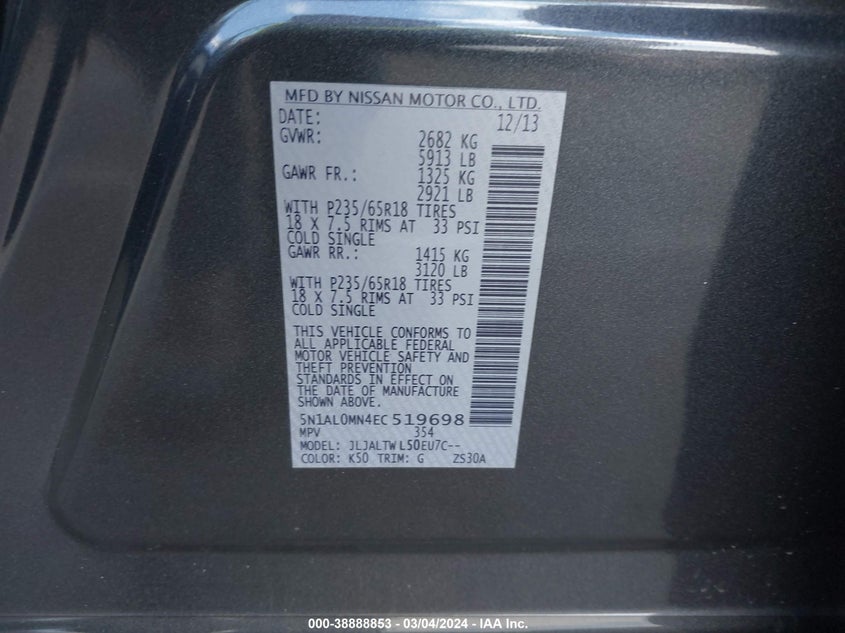 MFD BY NISSAN MOTOR CO., LTD.
DATE: 12/13
GVWR: 2682 KG
5913 LB
GAWR FR.: 1325 KG
2921 LB
WITH P235/65R18 TIRES
18 X 7.5 RIMS AT 33 PSI
COLD SINGLE
GAWR RR.: 1415 KG
3120 LB
WITH P235/65R18 TIRES
18 X 7.5 RIMS AT 33 PSI
COLD SINGLE
THIS VEHICLE CONFORMS TO
ALL APPLICABLE FEDERAL
MOTOR VEHICLE SAFETY AND
THEFT PREVENTION
STANDARDS IN EFFECT ON
THE DATE OF MANUFACTURE
SHOWN ABOVE.
5N1AL0MN4EC519698
MPV 354
MODEL: JLJALTWL50EU7C--
COLOR: K50 TRIM: G ZS30A
000-38888853 - 03/04/2024 - IAA Inc.